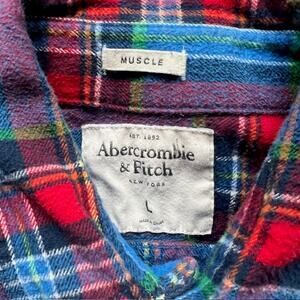 MUSCLE
EST. 1892
Abercrombie
& Fitch
NEW YORK
L